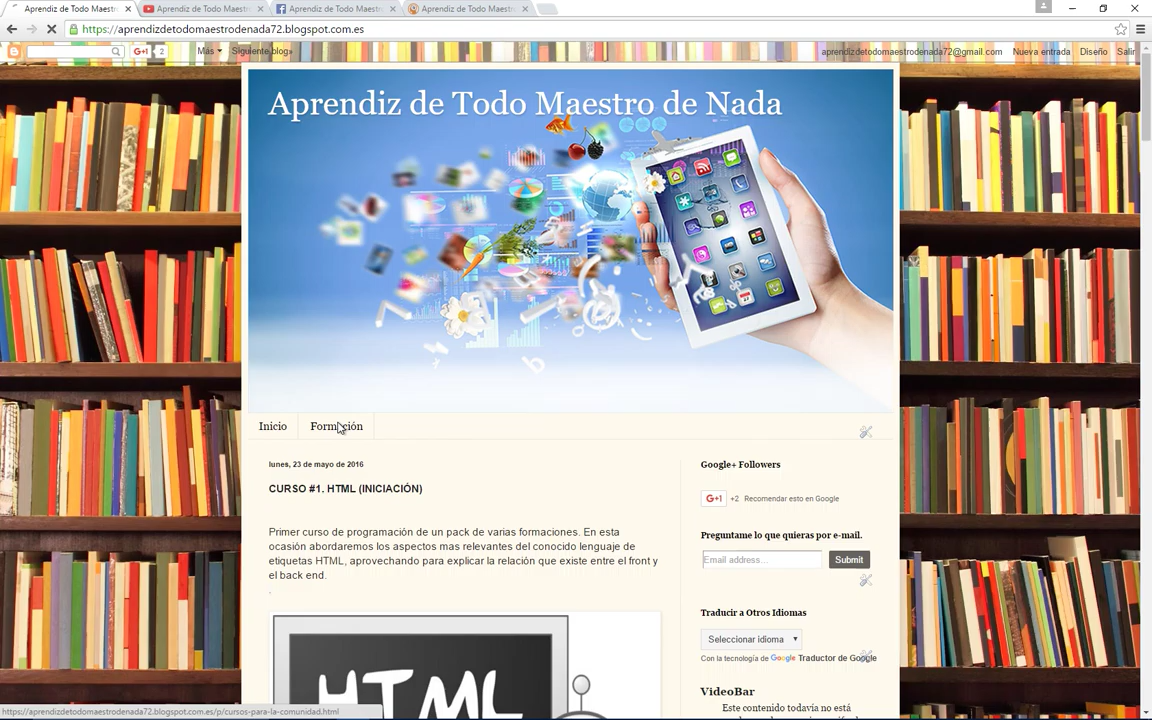 Aprendiz de Todo Maestr
Aprendiz de Todo Maestro
Aprendiz de Todo Maestro
Aprendiz de Todo Maestro
https://aprendizdetodomaestrodenada72.blogspot.com.es
G+1 2 Más Siguiente blog» aprendizdetodomaestrodenada72@gmail.com Nueva entrada Diseño Salir
Aprendiz de Todo Maestro de Nada
Inicio Formación
lunes, 23 de mayo de 2016
CURSO #1. HTML (INICIACIÓN)
Primer curso de programación de un pack de varias formaciones. En esta
ocasión abordaremos los aspectos mas relevantes del conocido lenguaje de
etiquetas HTML, aprovechando para explicar la relación que existe entre el front y
el back end.
.
HTML
Google+ Followers
G+1 +2 Recomendar esto en Google
Preguntame lo que quieras por e-mail.
Email address... Submit
Traducir a Otros Idiomas
Seleccionar idioma
Con la tecnología de Google Traductor de Google
VideoBar
Este contenido todavía no está
https://aprendizdetodomaestrodenada72.blogspot.com.es/p/cursos-para-la-comunidad.html